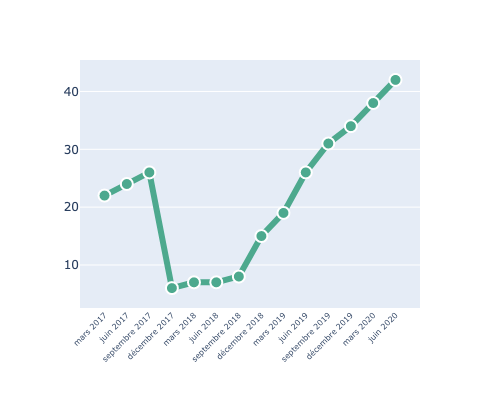 40
30
20
10
mars 2017
juin 2017
septembre 2017
décembre 2017
mars 2018
juin 2018
septembre 2018
décembre 2018
mars 2019
juin 2019
septembre 2019
décembre 2019
mars 2020
juin 2020